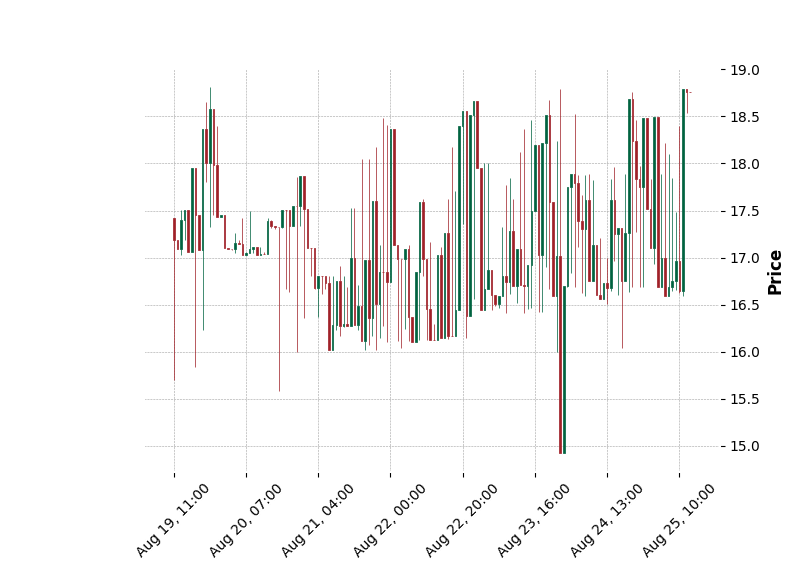 19.0
18.5
18.0
17.5
17.0
16.5
16.0
15.5
15.0
Price
Aug 19, 11:00
Aug 20, 07:00
Aug 21, 04:00
Aug 22, 00:00
Aug 22, 20:00
Aug 23, 16:00
Aug 24, 13:00
Aug 25, 10:00